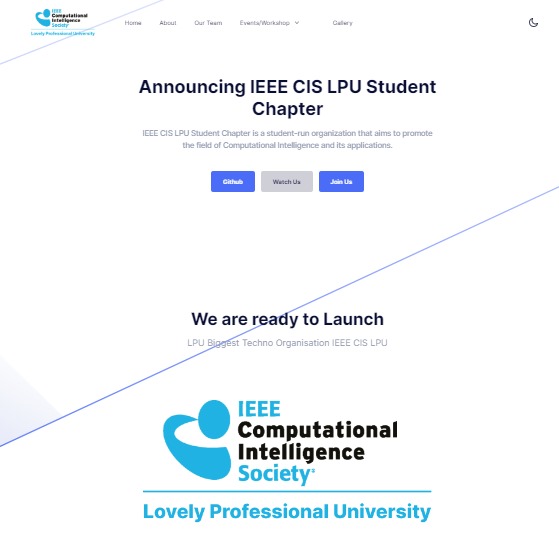 IEEE
Computational
Intelligence
Society
Lovely Professional University
Home About Our Team Events/Workshop Gallery
Announcing IEEE CIS LPU Student
Chapter
IEEE CIS LPU Student Chapter is a student-run organization that aims to promote
the field of Computational Intelligence and its applications.
Github Watch Us Join Us
We are ready to Launch
LPU Biggest Techno Organisation IEEE CIS LPU
IEEE
Computational
Intelligence
Society
Lovely Professional University